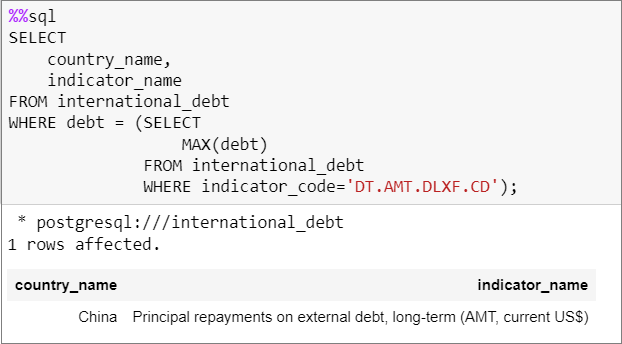 %%sql
SELECT
    country_name,
    indicator_name
FROM international_debt
WHERE debt = (SELECT
                  MAX(debt)
              FROM international_debt
              WHERE indicator_code='DT.AMT.DLXF.CD');
* postgresql:///international_debt
1 rows affected.
country_name indicator_name
China Principal repayments on external debt, long-term (AMT, current US$)